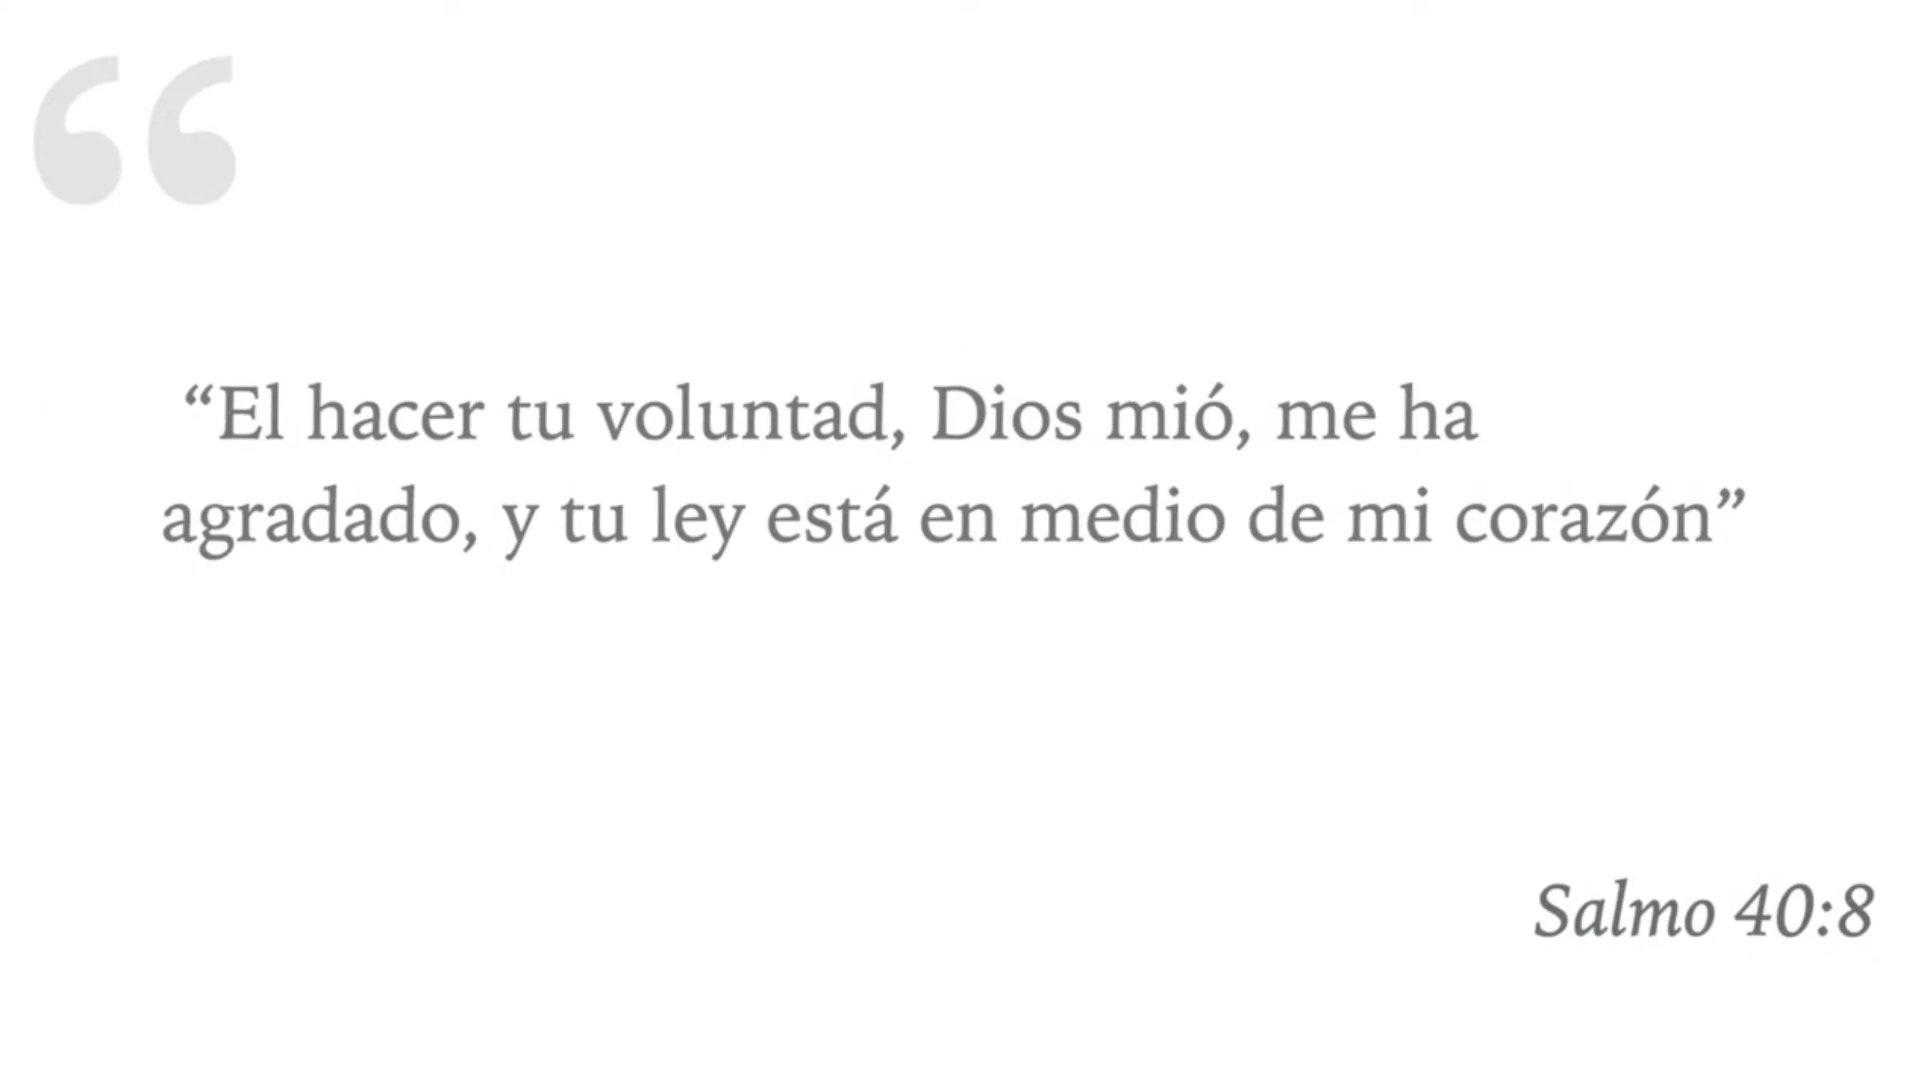 “El hacer tu voluntad, Dios mió, me ha
agradado, y tu ley está en medio de mi corazón”
Salmo 40:8